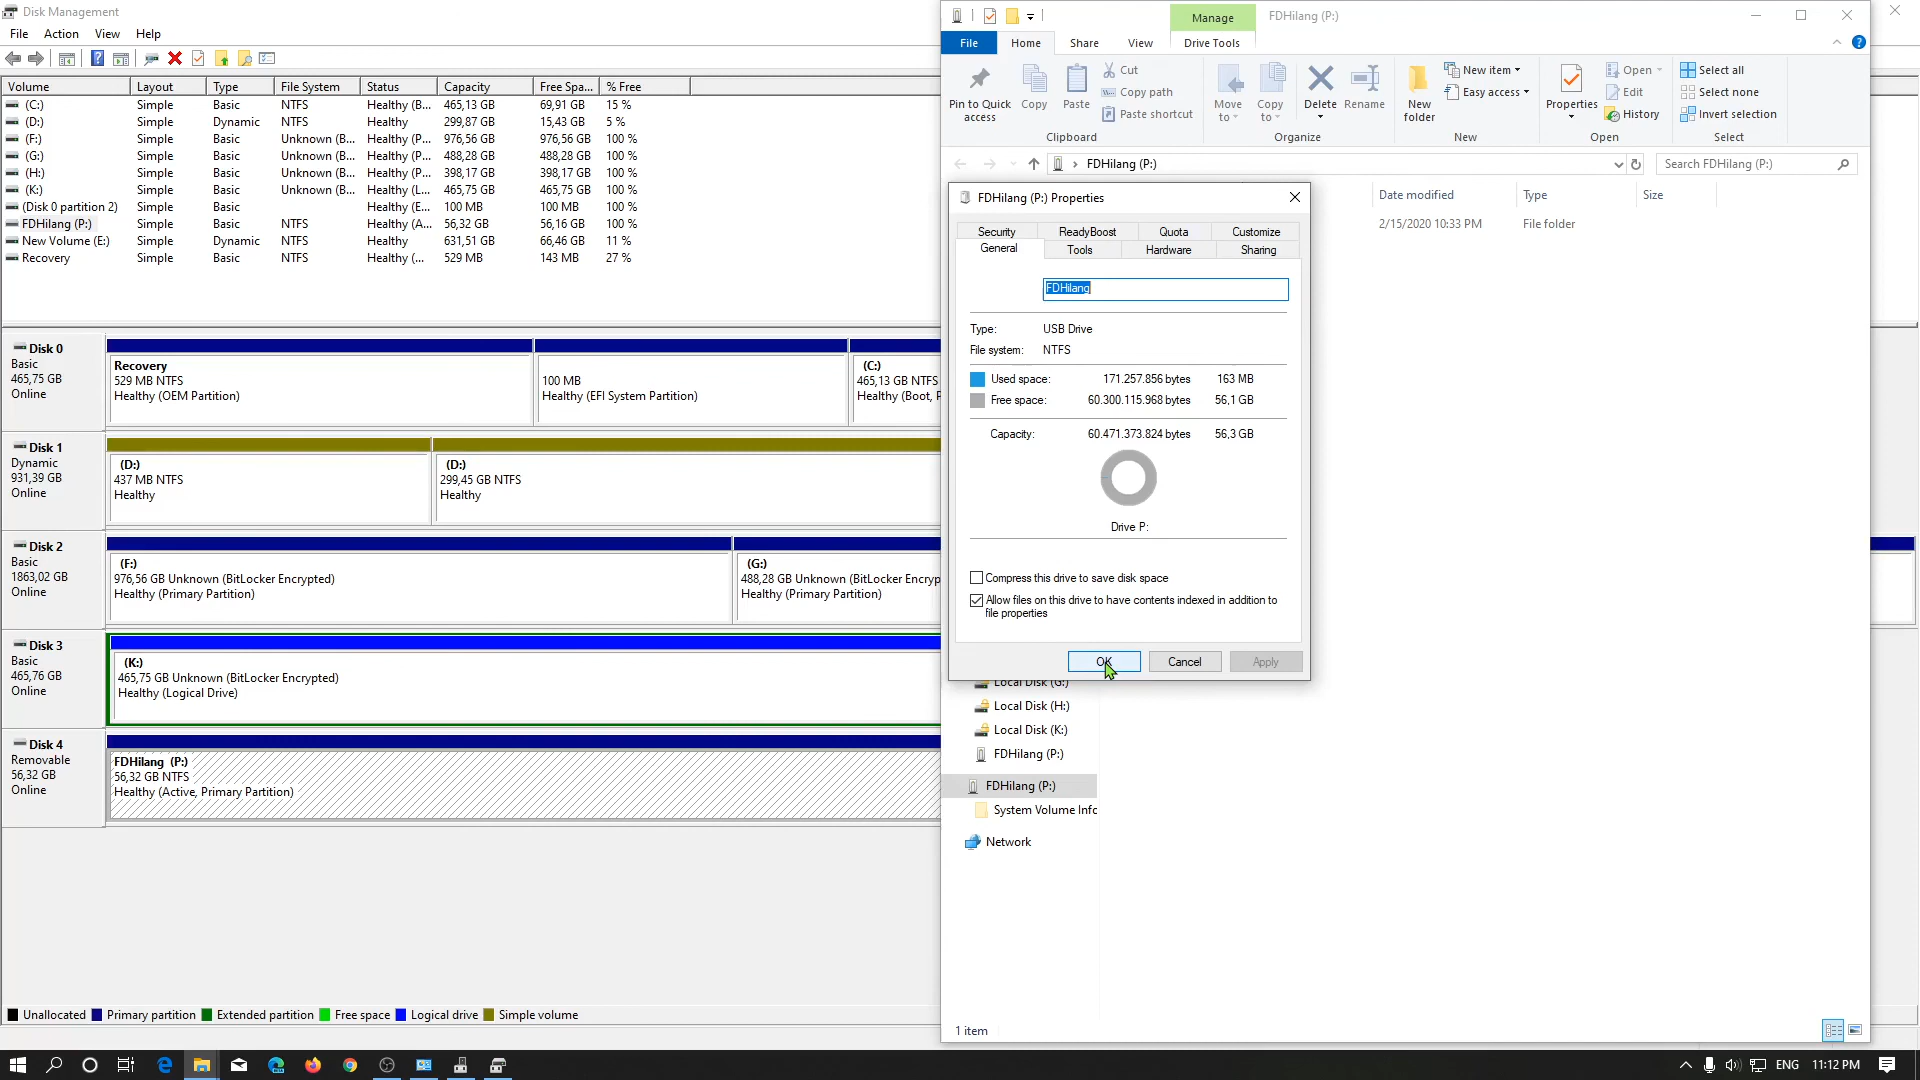 Disk Management
File Action View Help
Volume Layout Type File System Status Capacity Free Spa... % Free
(C:) Simple Basic NTFS Healthy (B... 465,13 GB 69,91 GB 15 %
(D:) Simple Dynamic NTFS Healthy 299,87 GB 15,43 GB 5 %
(F:) Simple Basic Unknown (B... Healthy (P... 976,56 GB 976,56 GB 100 %
(G:) Simple Basic Unknown (B... Healthy (P... 488,28 GB 488,28 GB 100 %
(H:) Simple Basic Unknown (B... Healthy (P... 398,17 GB 398,17 GB 100 %
(K:) Simple Basic Unknown (B... Healthy (L... 465,75 GB 465,75 GB 100 %
(Disk 0 partition 2) Simple Basic Healthy (E... 100 MB 100 MB 100 %
FDHilang (P:) Simple Basic NTFS Healthy (A... 56,32 GB 56,16 GB 100 %
New Volume (E:) Simple Dynamic NTFS Healthy 631,51 GB 66,46 GB 11 %
Recovery Simple Basic NTFS Healthy (... 529 MB 143 MB 27 %
Disk 0
Basic
465,75 GB
Online
Recovery
529 MB NTFS
Healthy (OEM Partition)
100 MB
Healthy (EFI System Partition)
(C:)
465,13 GB NTFS
Healthy (Boot, P
Disk 1
Dynamic
931,39 GB
Online
(D:)
437 MB NTFS
Healthy
(D:)
299,45 GB NTFS
Healthy
Disk 2
Basic
1863,02 GB
Online
(F:)
976,56 GB Unknown (BitLocker Encrypted)
Healthy (Primary Partition)
(G:)
488,28 GB Unknown (BitLocker Encryp
Healthy (Primary Partition)
Disk 3
Basic
465,76 GB
Online
(K:)
465,75 GB Unknown (BitLocker Encrypted)
Healthy (Logical Drive)
Disk 4
Removable
56,32 GB
Online
FDHilang (P:)
56,32 GB NTFS
Healthy (Active, Primary Partition)
Unallocated Primary partition Extended partition Free space Logical drive Simple volume
Manage FDHilang (P:)
File Home Share View Drive Tools
Pin to Quick access
Copy
Paste
Cut
Copy path
Paste shortcut
Clipboard
Move to
Copy to
Delete
Rename
Organize
New folder
New item
Easy access
New
Properties
Open
Edit
History
Open
Select all
Select none
Invert selection
Select
FDHilang (P:) Search FDHilang (P:)
Date modified Type Size
2/15/2020 10:33 PM File folder
FDHilang (P:) Properties
Security ReadyBoost Quota Customize
General Tools Hardware Sharing
FDHilang
Type: USB Drive
File system: NTFS
Used space: 171.257.856 bytes 163 MB
Free space: 60.300.115.968 bytes 56,1 GB
Capacity: 60.471.373.824 bytes 56,3 GB
Drive P:
Compress this drive to save disk space
Allow files on this drive to have contents indexed in addition to
file properties
OK Cancel Apply
Local Disk (G:)
Local Disk (H:)
Local Disk (K:)
FDHilang (P:)
FDHilang (P:)
System Volume Infc
Network
1 item
ENG 11:12 PM